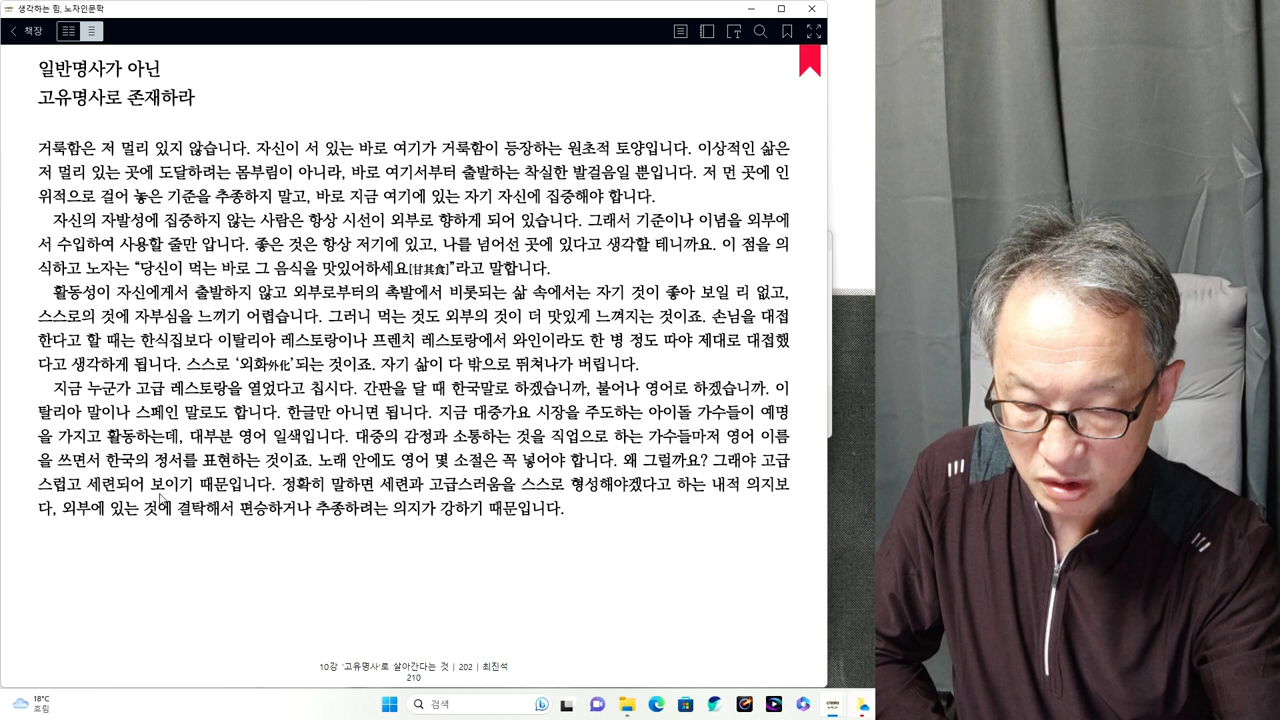 생각하는 힘, 노자인문학
책장
일반명사가 아닌
고유명사로 존재하라
거룩함은 저 멀리 있지 않습니다. 자신이 서 있는 바로 여기가 거룩함이 등장하는 원초적 토양입니다. 이상적인 삶은
저 멀리 있는 곳에 도달하려는 몸부림이 아니라, 바로 여기서부터 출발하는 착실한 발걸음일 뿐입니다. 저 먼 곳에 인
위적으로 걸어 놓은 기준을 추종하지 말고, 바로 지금 여기에 있는 자기 자신에 집중해야 합니다.
자신의 자발성에 집중하지 않는 사람은 항상 시선이 외부로 향하게 되어 있습니다. 그래서 기준이나 이념을 외부에
서 수입하여 사용할 줄만 압니다. 좋은 것은 항상 저기에 있고, 나를 넘어선 곳에 있다고 생각할 테니까요. 이 점을 의
식하고 노자는 “당신이 먹는 바로 그 음식을 맛있어하세요[甘其食]”라고 말합니다.
활동성이 자신에게서 출발하지 않고 외부로부터의 촉발에서 비롯되는 삶 속에서는 자기 것이 좋아 보일 리 없고,
스스로의 것에 자부심을 느끼기 어렵습니다. 그러니 먹는 것도 외부의 것이 더 맛있게 느껴지는 것이죠. 손님을 대접
한다고 할 때는 한식집보다 이탈리아 레스토랑이나 프렌치 레스토랑에서 와인이라도 한 병 정도 따야 제대로 대접했
다고 생각하게 됩니다. 스스로 ‘외화外化’되는 것이죠. 자기 삶이 다 밖으로 뛰쳐나가 버립니다.
지금 누군가 고급 레스토랑을 열었다고 칩시다. 간판을 달 때 한국말로 하겠습니까, 불어나 영어로 하겠습니까. 이
탈리아 말이나 스페인 말로도 합니다. 한글만 아니면 됩니다. 지금 대중가요 시장을 주도하는 아이돌 가수들이 예명
을 가지고 활동하는데, 대부분 영어 일색입니다. 대중의 감정과 소통하는 것을 직업으로 하는 가수들마저 영어 이름
을 쓰면서 한국의 정서를 표현하는 것이죠. 노래 안에도 영어 몇 소절은 꼭 넣어야 합니다. 왜 그럴까요? 그래야 고급
스럽고 세련되어 보이기 때문입니다. 정확히 말하면 세련과 고급스러움을 스스로 형성해야겠다고 하는 내적 의지보
다, 외부에 있는 것에 결탁해서 편승하거나 추종하려는 의지가 강하기 때문입니다.
10강 '고유명사'로 살아간다는 것 | 202 | 최진석
210
18°C
흐림
검색